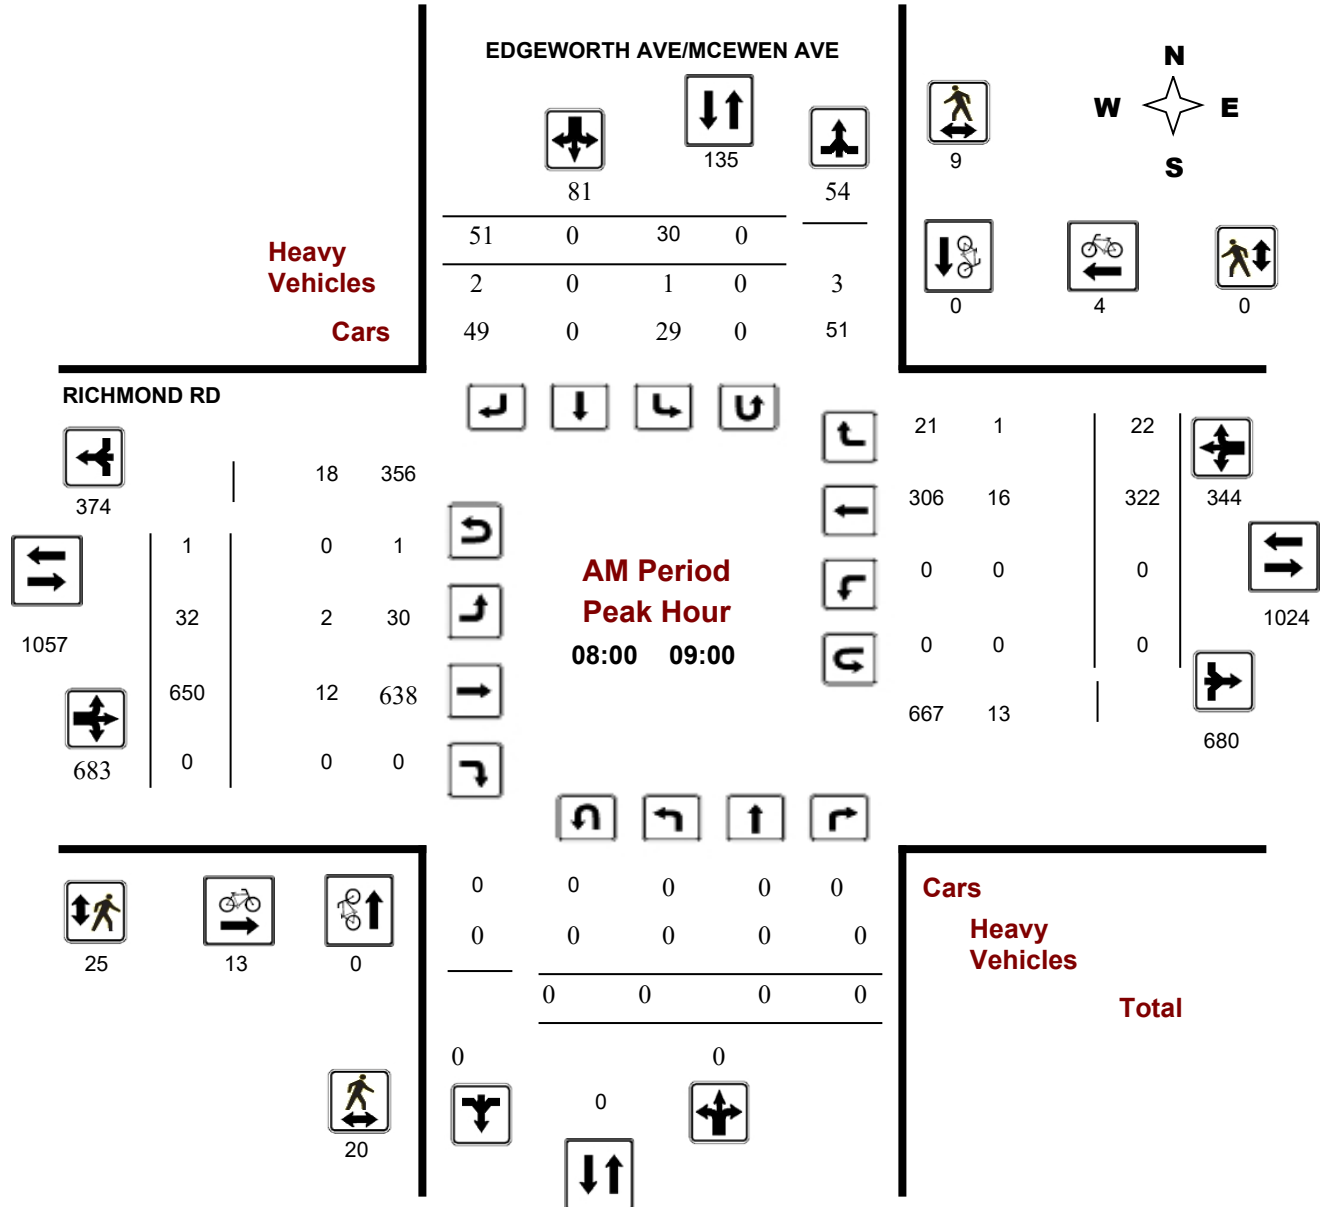 EDGEWORTH AVE/MCEWEN AVE
N
W E
S
135
9
81 54
51 0 30 0
Heavy
Vehicles
2 0 1 0 3
0 4 0
Cars
49 0 29 0 51
RICHMOND RD
21 1 22
18 356
374
306 16 322 344
1 0 1
AM Period
Peak Hour
08:00 09:00
0 0 0
32 2 30
1024
1057
0 0 0
650 12 638
667 13
680
683 0 0 0
0 0 0 0 0
Cars
0 0 0 0 0
Heavy
Vehicles
25 13 0
0 0 0 0
Total
0 0
0
20